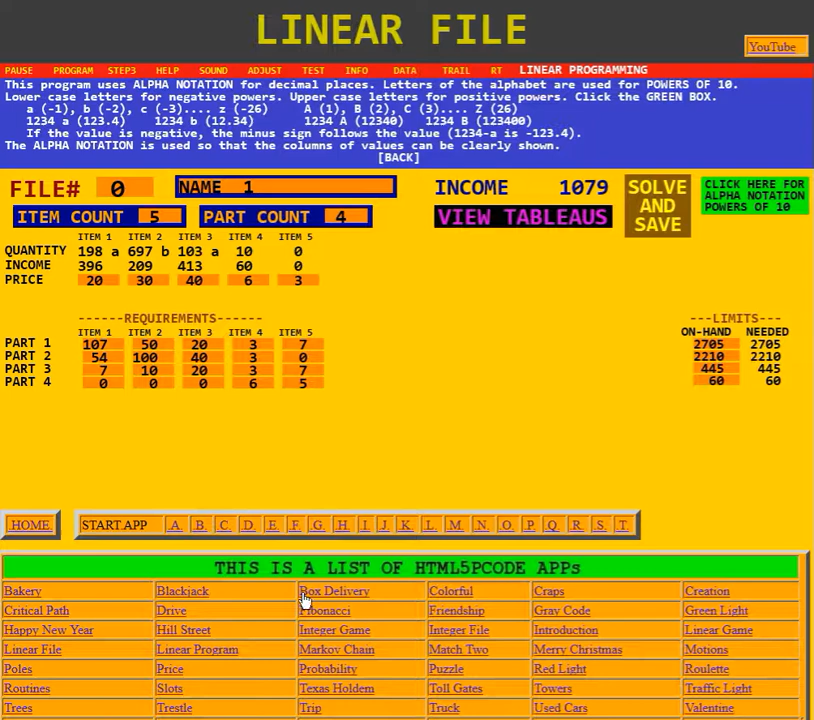 LINEAR FILE
YouTube
PAUSE PROGRAM STEP3 HELP SOUND ADJUST TEST INFO DATA TRAIL RT LINEAR PROGRAMMING
This program uses ALPHA NOTATION for decimal places. Letters of the alphabet are used for POWERS OF 10.
Lower case letters for negative powers. Upper case letters for positive powers. Click the GREEN BOX.
a (-1), b (-2), c (-3).... z (-26) A (1), B (2), C (3).... Z (26)
1234 a (123.4) 1234 b (12.34) 1234 A (12340) 1234 B (123400)
If the value is negative, the minus sign follows the value (1234-a is -123.4).
The ALPHA NOTATION is used so that the columns of values can be clearly shown.
[BACK]
FILE# 0 NAME 1 INCOME 1079
SOLVE AND SAVE
CLICK HERE FOR
ALPHA NOTATION
POWERS OF 10
ITEM COUNT 5 PART COUNT 4 VIEW TABLEAUS
ITEM 1 ITEM 2 ITEM 3 ITEM 4 ITEM 5
QUANTITY 198 a 697 b 103 a 10 0
INCOME 396 209 413 60 0
PRICE 20 30 40 6 3
------REQUIREMENTS------ ---LIMITS---
ITEM 1 ITEM 2 ITEM 3 ITEM 4 ITEM 5 ON-HAND NEEDED
PART 1 107 50 20 3 7 2705 2705
PART 2 54 100 40 3 0 2210 2210
PART 3 7 10 20 3 7 445 445
PART 4 0 0 0 6 5 60 60
HOME START.APP A B C D E F G H I J K L M N O P Q R S T
THIS IS A LIST OF HTML5PCODE APPs
Bakery Blackjack Box Delivery Colorful Craps Creation
Critical Path Drive Fibonacci Friendship Gray Code Green Light
Happy New Year Hill Street Integer Game Integer File Introduction Linear Game
Linear File Linear Program Markov Chain Match Two Merry Christmas Motions
Poles Price Probability Puzzle Red Light Roulette
Routines Slots Texas Holdem Toll Gates Towers Traffic Light
Trees Trestle Trip Truck Used Cars Valentine